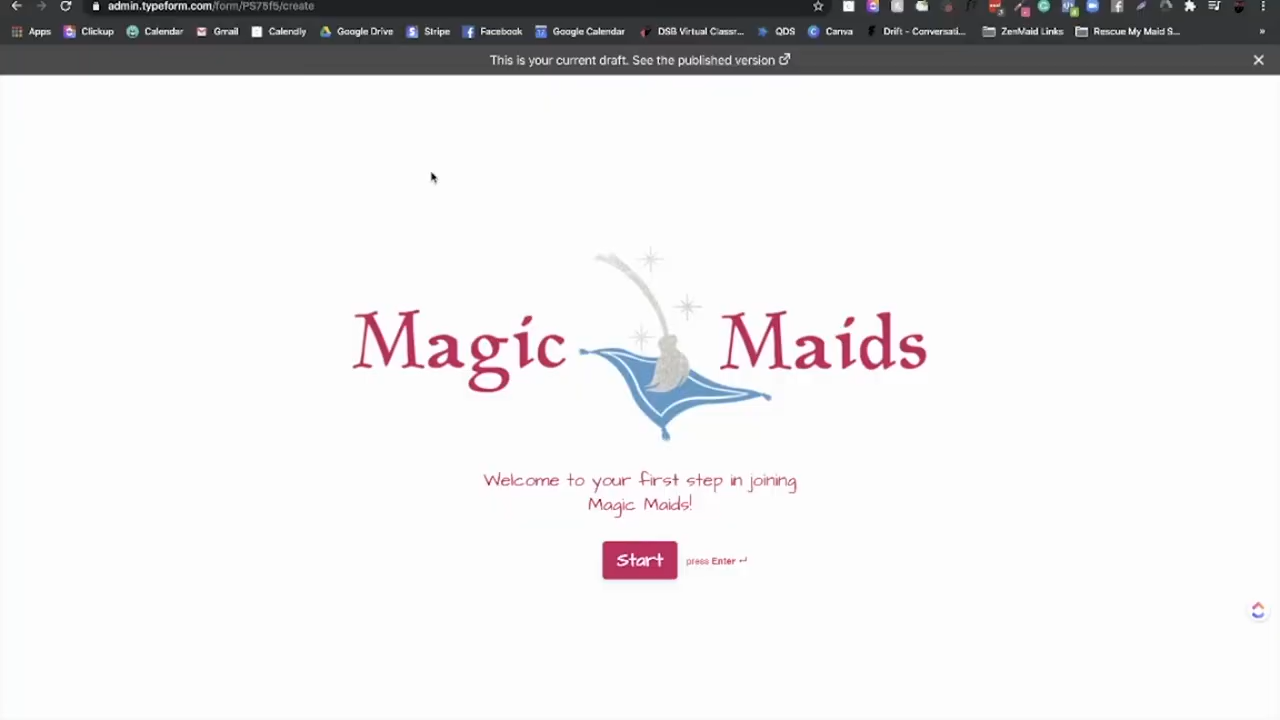 admin.typeform.com/form/PS78f5/create
Apps Clickup Calendar Gmail Calendly Google Drive Stripe Facebook Google Calendar DSB Virtual Classr... QDS Canva Drift - Conversati... ZenMaid Links Rescue My Maid S... »
This is your current draft. See the published version
Magic Maids
Welcome to your first step in joining
Magic Maids!
Start press Enter ↵